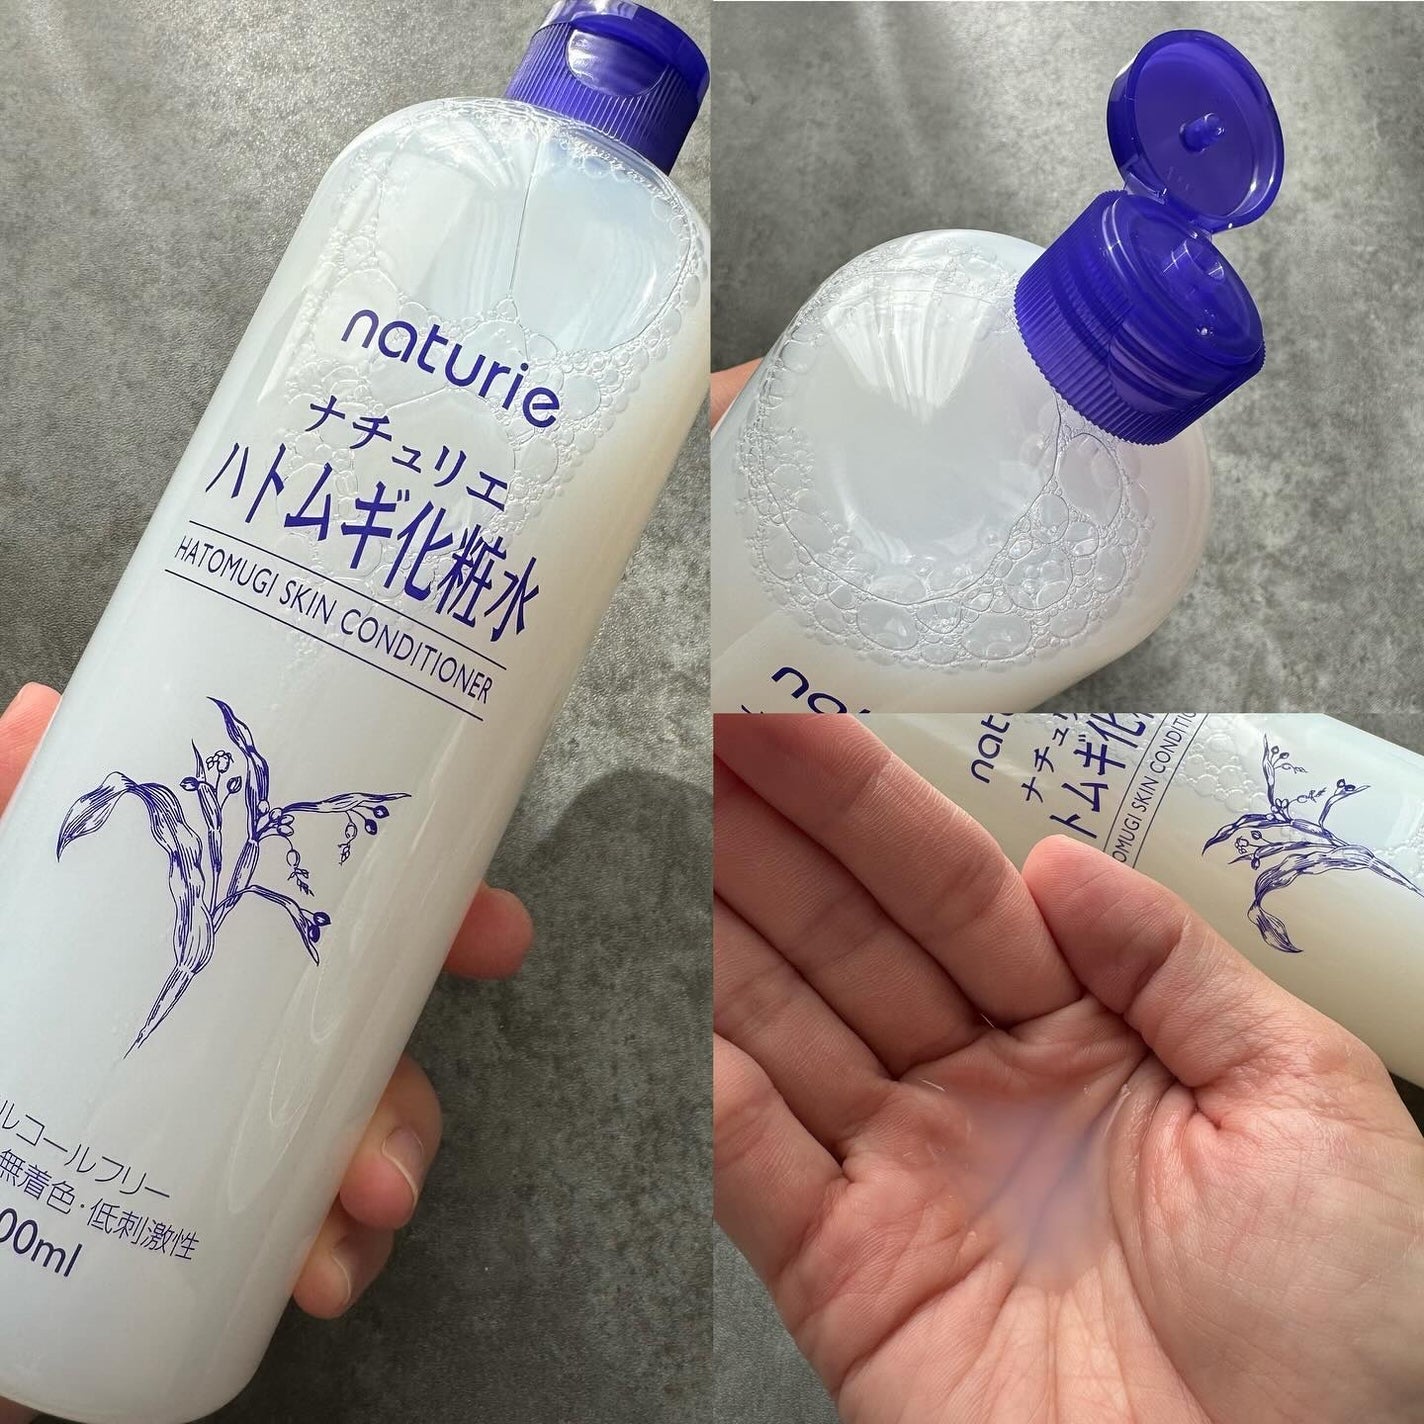 naturie
ナチュリエ
ハトムギ化粧水
HATOMUGI SKIN CONDITIONER
ルコールフリー
無着色・低刺激性
00ml
na
nat
ナチュリ
トムギ化
OMUGI SKIN CONDITIO